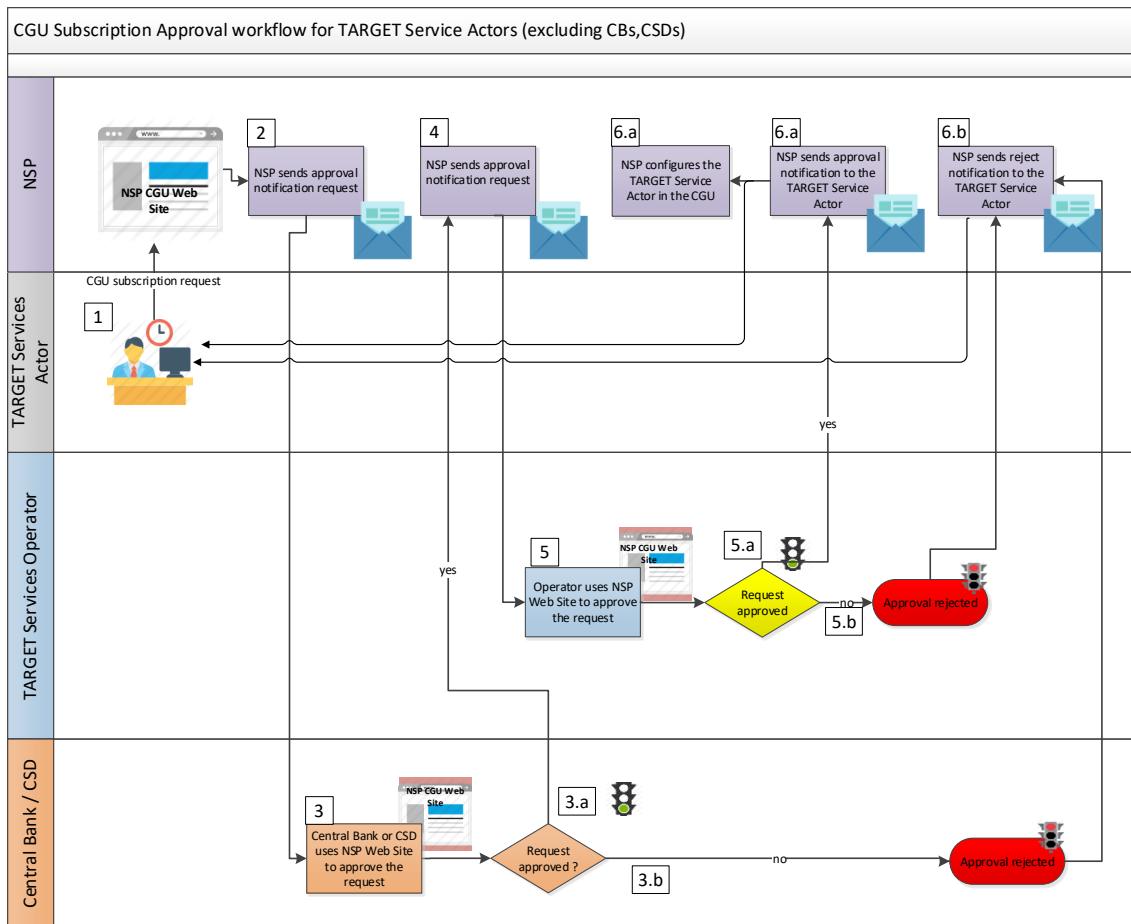 CGU Subscription Approval workflow for TARGET Service Actors (excluding CBs,CSDs)
NSP
www.
NSP CGU Web
Site
2
NSP sends approval
notification request
4
NSP sends approval
notification request
6.a
NSP configures the
TARGET Service
Actor in the CGU
6.a
NSP sends approval
notification to the
TARGET Service
Actor
6.b
NSP sends reject
notification to the
TARGET Service
Actor
TARGET Services
Actor
CGU subscription request
1
yes
TARGET Services Operator
yes
5
Operator uses NSP
Web Site to approve
the request
www.
NSP CGU Web
Site
5.a
Request
approved
no
5.b
Approval rejected
Central Bank / CSD
3
Central Bank or CSD
uses NSP Web Site
to approve the
request
www.
NSP CGU Web
Site
3.a
Request
approved ?
3.b
no
Approval rejected